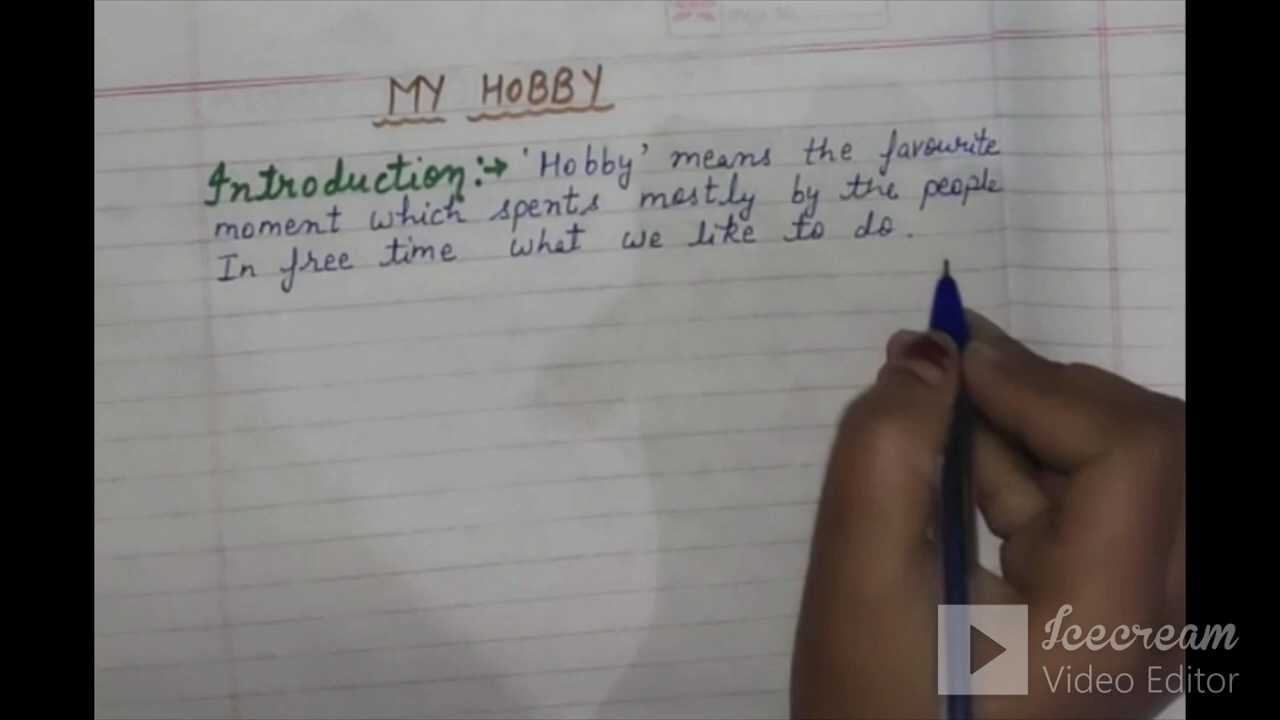 MY HOBBY
Introduction:→ 'Hobby' means the favourite
moment which spents mostly by the people
In free time what we like to do.
Icecream
Video Editor